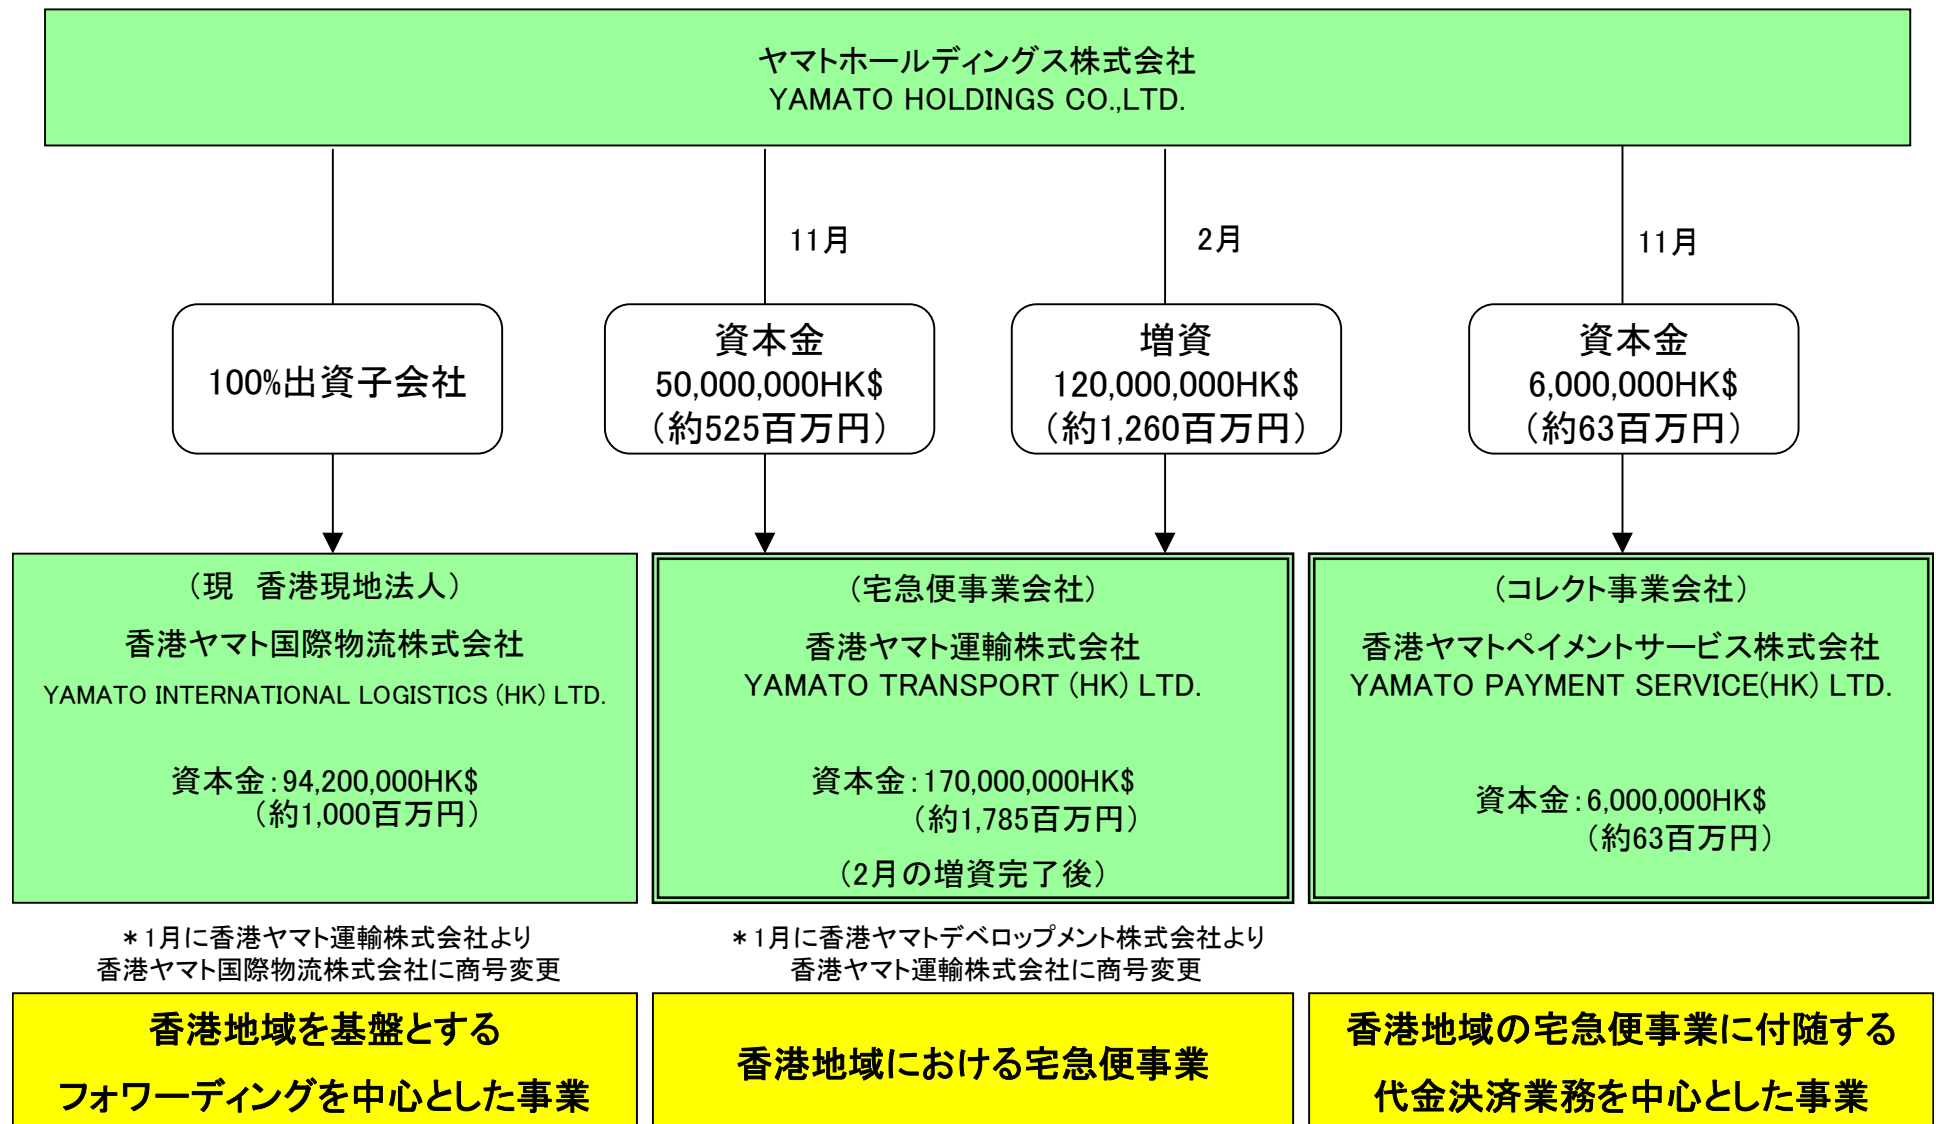 ヤマトホールディングス株式会社
YAMATO HOLDINGS CO.,LTD.
11月
2月
11月
100%出資子会社
資本金
50,000,000HK$
（約525百万円）
増資
120,000,000HK$
（約1,260百万円）
資本金
6,000,000HK$
（約63百万円）
（現　香港現地法人）
香港ヤマト国際物流株式会社
YAMATO INTERNATIONAL LOGISTICS (HK) LTD.
資本金：94,200,000HK$
（約1,000百万円）
（宅急便事業会社）
香港ヤマト運輸株式会社
YAMATO TRANSPORT (HK) LTD.
資本金：170,000,000HK$
（約1,785百万円）
（2月の増資完了後）
（コレクト事業会社）
香港ヤマトペイメントサービス株式会社
YAMATO PAYMENT SERVICE(HK) LTD.
資本金：6,000,000HK$
（約63百万円）
＊1月に香港ヤマト運輸株式会社より
香港ヤマト国際物流株式会社に商号変更
＊1月に香港ヤマトデベロップメント株式会社より
香港ヤマト運輸株式会社に商号変更
香港地域を基盤とする
フォワーディングを中心とした事業
香港地域における宅急便事業
香港地域の宅急便事業に付随する
代金決済業務を中心とした事業